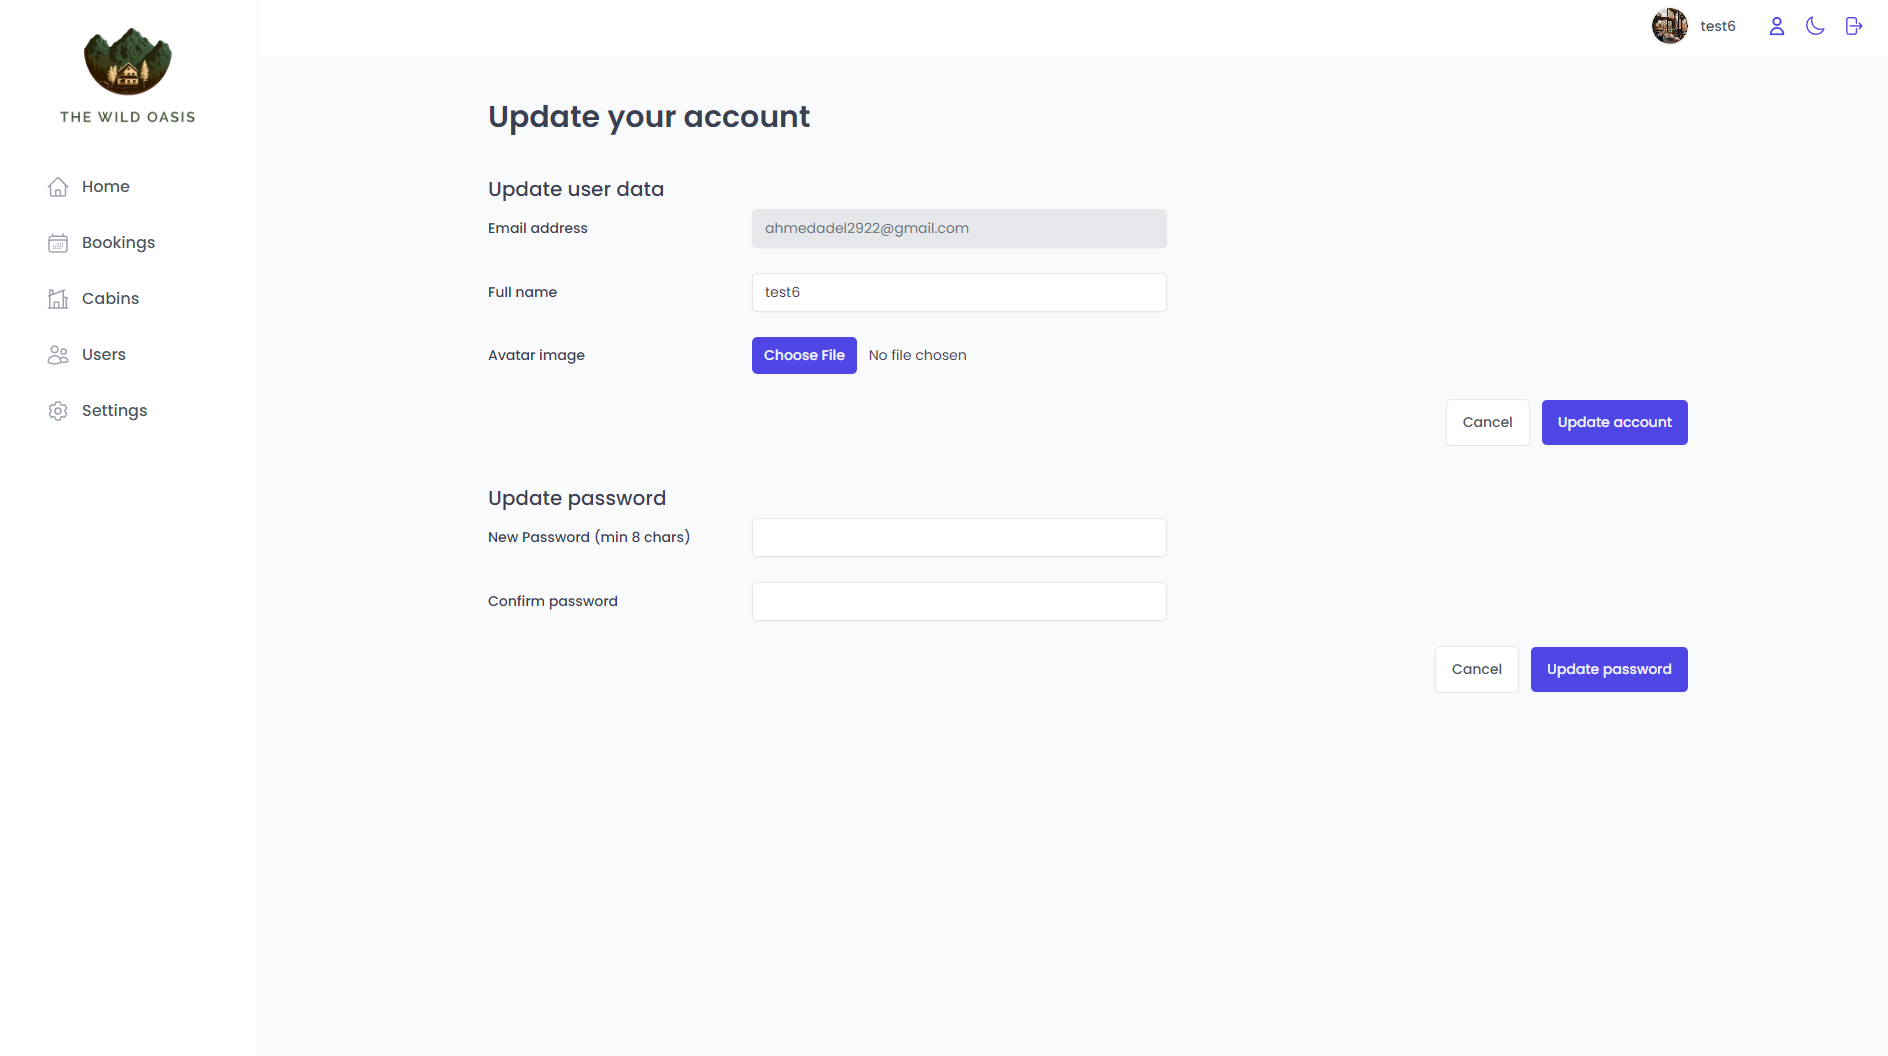 THE WILD OASIS
Home
Bookings
Cabins
Users
Settings
test6
Update your account
Update user data
Email address
ahmedadel2922@gmail.com
Full name
test6
Avatar image
Choose File No file chosen
Cancel
Update account
Update password
New Password (min 8 chars)
Confirm password
Cancel
Update password